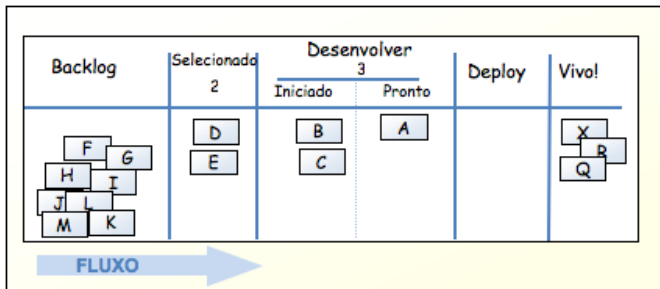 Backlog
Selecionado
2
Desenvolver
3
Iniciado
Pronto
Deploy
Vivo!
F
G
H
I
J
L
M
K
D
E
B
C
A
X
R
Q
FLUXO